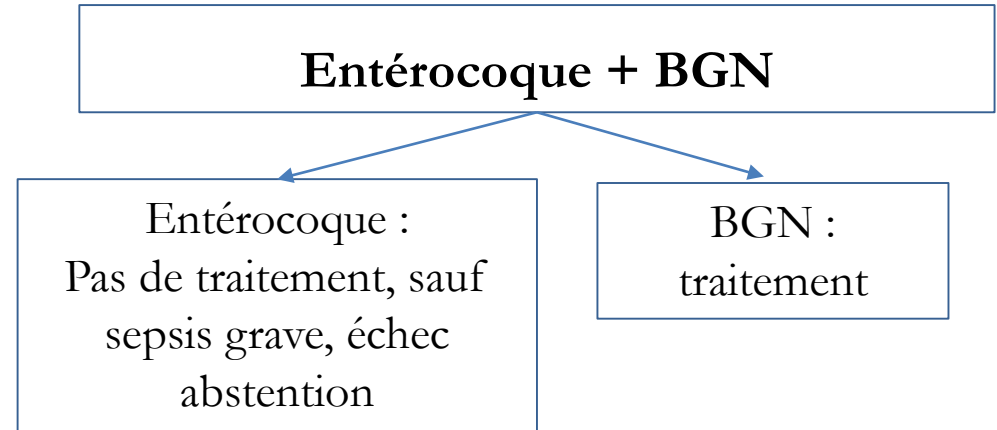 Entérocoque + BGN
Entérocoque :
Pas de traitement, sauf
sepsis grave, échec
abstention
BGN :
traitement